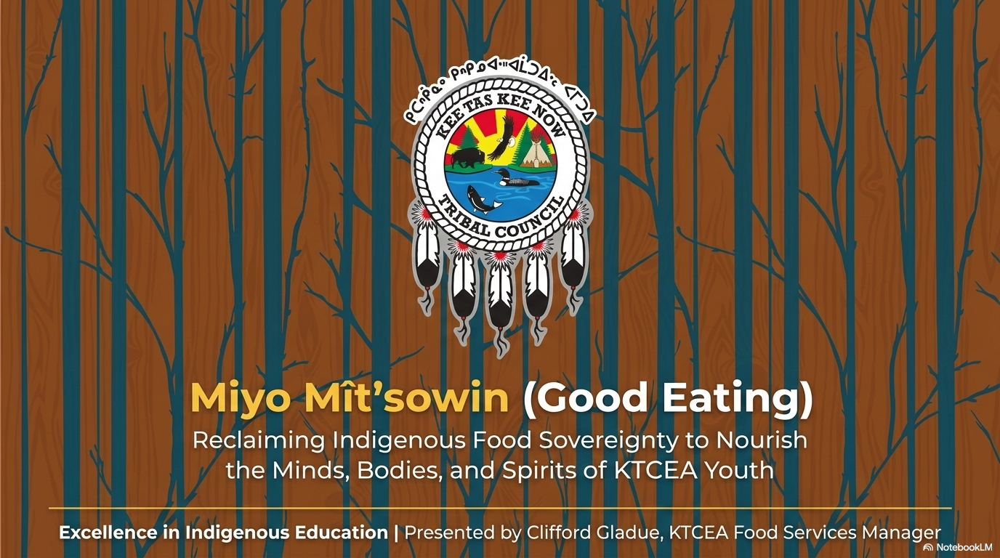 KEE TAS KEE NOW
TRIBAL COUNCIL
Miyo Mît’sowin (Good Eating)
Reclaiming Indigenous Food Sovereignty to Nourish
the Minds, Bodies, and Spirits of KTCEA Youth
Excellence in Indigenous Education | Presented by Clifford Gladue, KTCEA Food Services Manager
NotebookLM